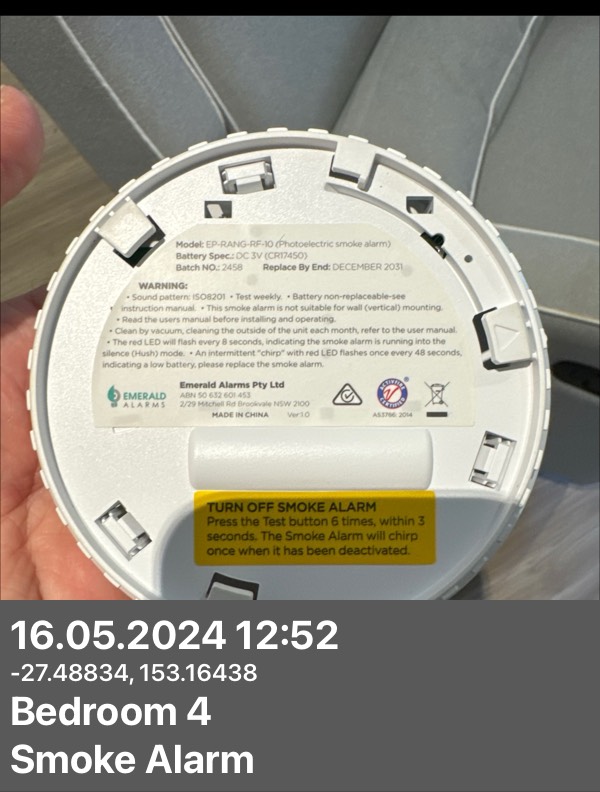 Model: EP-RANG-RF-10 (Photoelectric smoke alarm)
Battery Spec.: DC 3V (CR17450)
Batch NO.: 2458 Replace By End: DECEMBER 2031
WARNING:
• Sound pattern: ISO8201 • Test weekly. • Battery non-replaceable-see
instruction manual. • This smoke alarm is not suitable for wall (vertical) mounting.
• Read the users manual before installing and operating.
• Clean by vacuum, cleaning the outside of the unit each month, refer to the user manual.
• The red LED will flash every 8 seconds, indicating the smoke alarm is running into the
silence (Hush) mode. • An intermittent "chirp" with red LED flashes once every 48 seconds,
indicating a low battery, please replace the smoke alarm.
EMERALD
ALARMS
Emerald Alarms Pty Ltd
ABN 50 632 601 453
2/29 Mitchell Rd Brookvale NSW 2100
MADE IN CHINA Ver1.0
ACTIVFIRE
CERTIFIED
AS3786: 2014
TURN OFF SMOKE ALARM
Press the Test button 6 times, within 3
seconds. The Smoke Alarm will chirp
once when it has been deactivated.
16.05.2024 12:52
-27.48834, 153.16438
Bedroom 4
Smoke Alarm